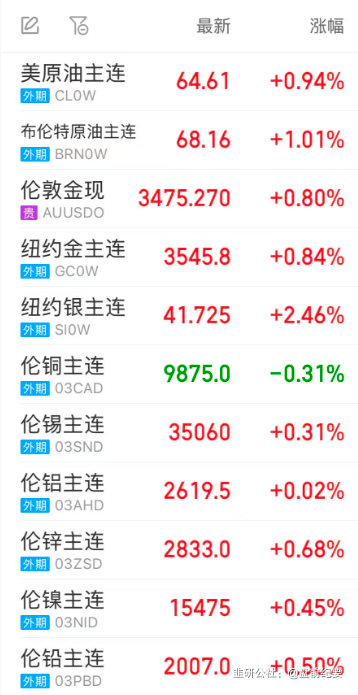 最新 涨幅
美原油主连 64.61 +0.94%
外期 CL0W
布伦特原油主连 68.16 +1.01%
外期 BRN0W
伦敦金现 3475.270 +0.80%
贵 AUUSDO
纽约金主连 3545.8 +0.84%
外期 GC0W
纽约银主连 41.725 +2.46%
外期 SI0W
伦铜主连 9875.0 -0.31%
外期 03CAD
伦锡主连 35060 +0.31%
外期 03SND
伦铝主连 2619.5 +0.02%
外期 03AHD
伦锌主连 2833.0 +0.68%
外期 03ZSD
伦镍主连 15475 +0.45%
外期 03NID
伦铅主连 2007.0 +0.50%
外期 03PBD
韭研公社:@盘前纪要